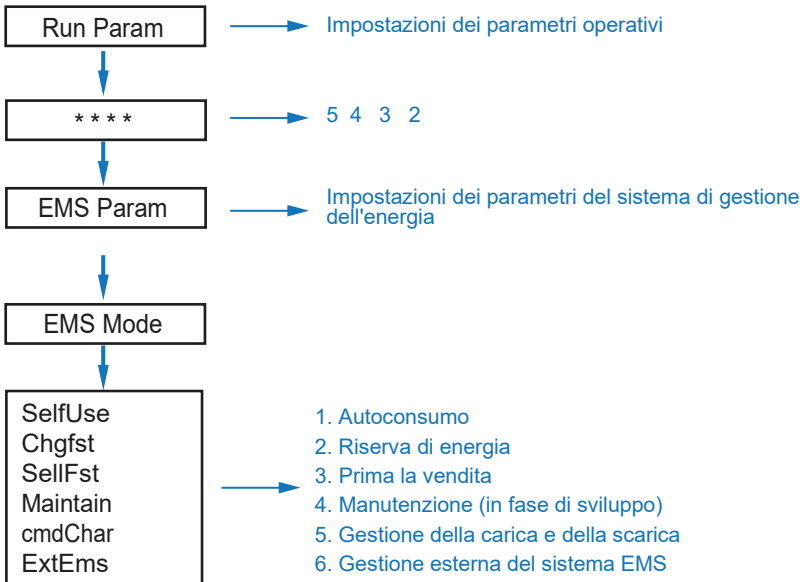 Run Param
Impostazioni dei parametri operativi
* * * *
5 4 3 2
EMS Param
Impostazioni dei parametri del sistema di gestione
dell'energia
EMS Mode
SelfUse
Chgfst
SellFst
Maintain
cmdChar
ExtEms
1. Autoconsumo
2. Riserva di energia
3. Prima la vendita
4. Manutenzione (in fase di sviluppo)
5. Gestione della carica e della scarica
6. Gestione esterna del sistema EMS